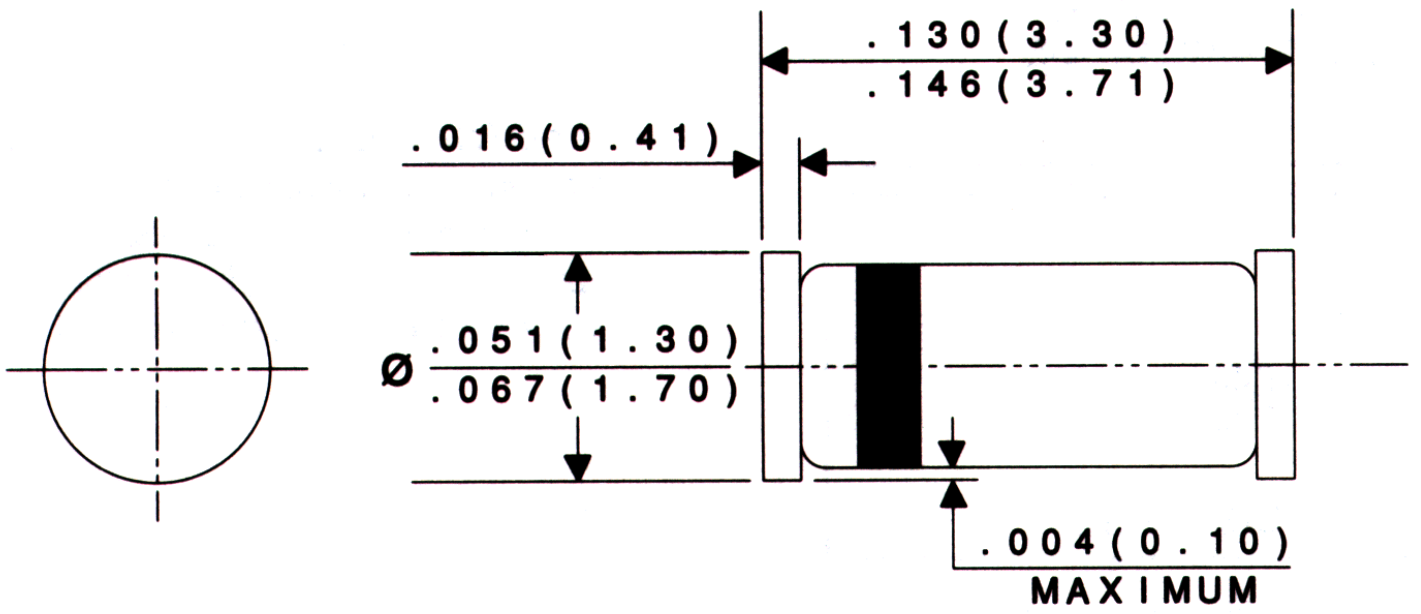 .130(3.30)
.146(3.71)
.016(0.41)
Ø .051(1.30)
.067(1.70)
.004(0.10)
MAXIMUM